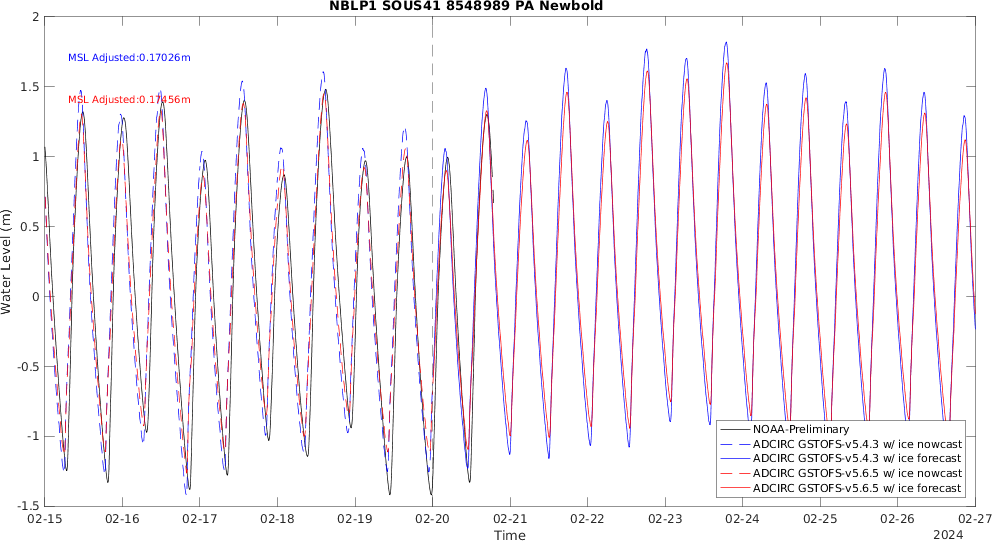 NBLP1 SOUS41 8548989 PA Newbold
2
1.5
1
0.5
0
-0.5
-1
-1.5
Water Level (m)
MSL Adjusted:0.17026m
MSL Adjusted:0.17456m
NOAA-Preliminary
ADCIRC GSTOFS-v5.4.3 w/ ice nowcast
ADCIRC GSTOFS-v5.4.3 w/ ice forecast
ADCIRC GSTOFS-v5.6.5 w/ ice nowcast
ADCIRC GSTOFS-v5.6.5 w/ ice forecast
02-15 02-16 02-17 02-18 02-19 02-20 02-21 02-22 02-23 02-24 02-25 02-26 02-27
Time
2024